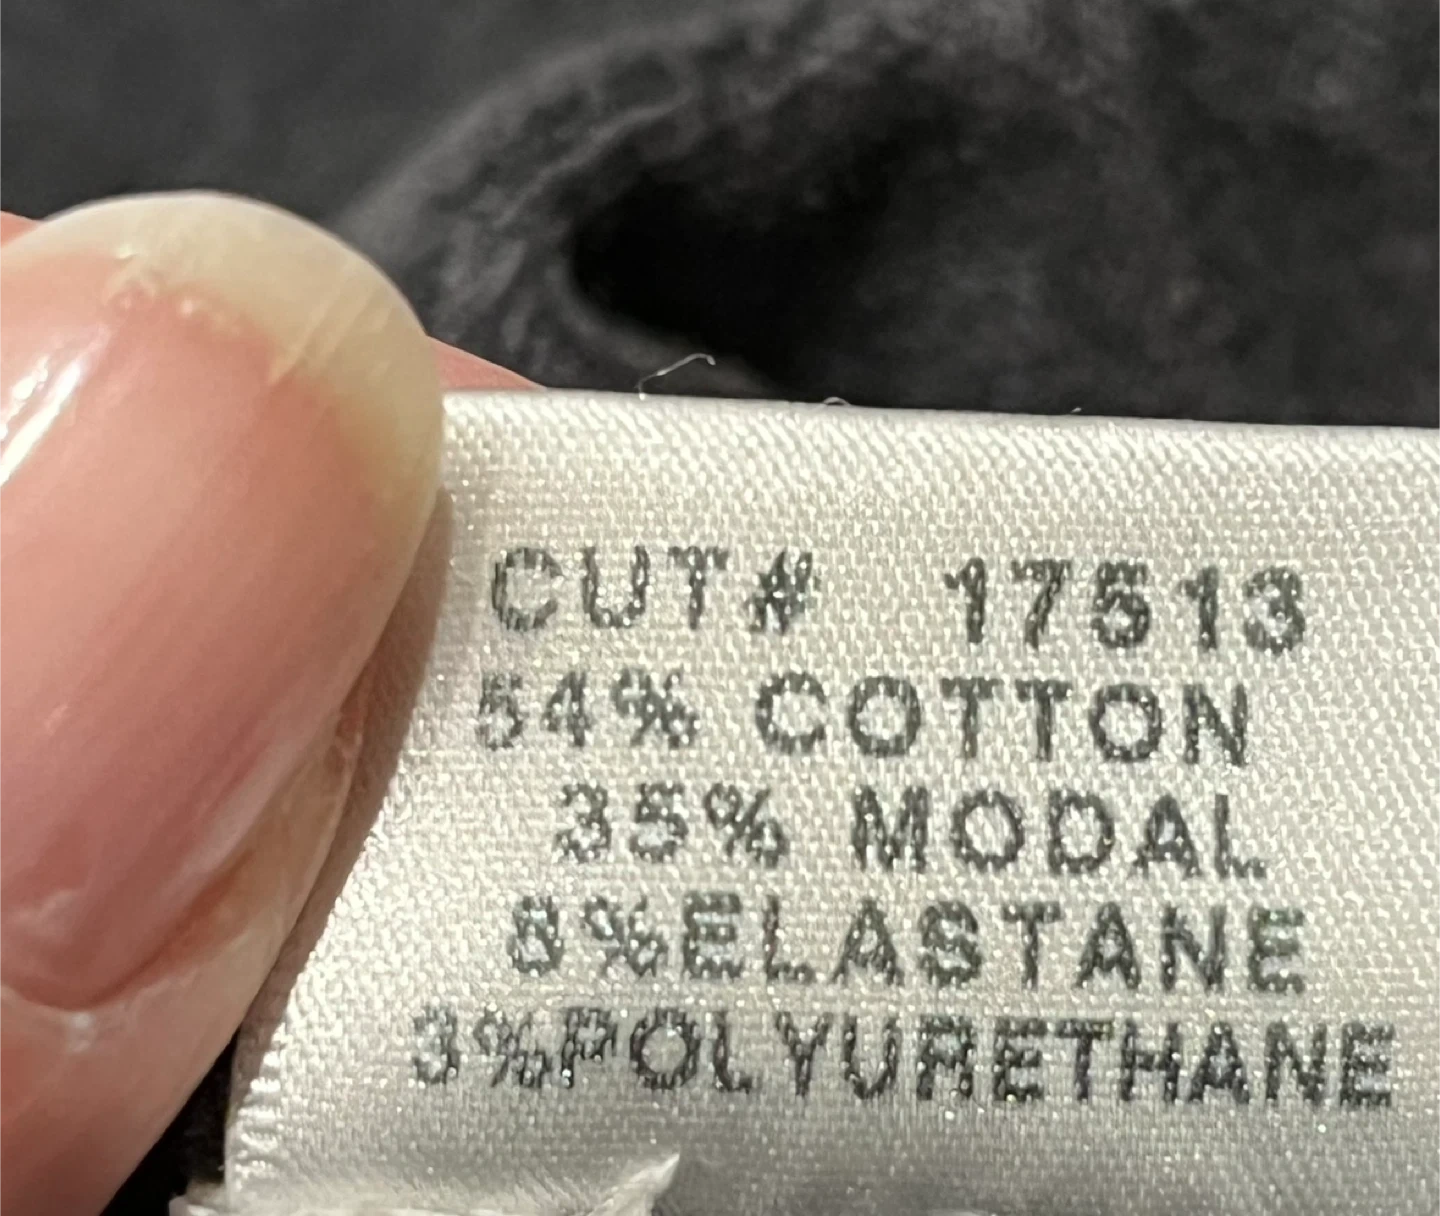 CUT# 17513
54% COTTON
35% MODAL
8%ELASTANE
3%POLYURETHANE